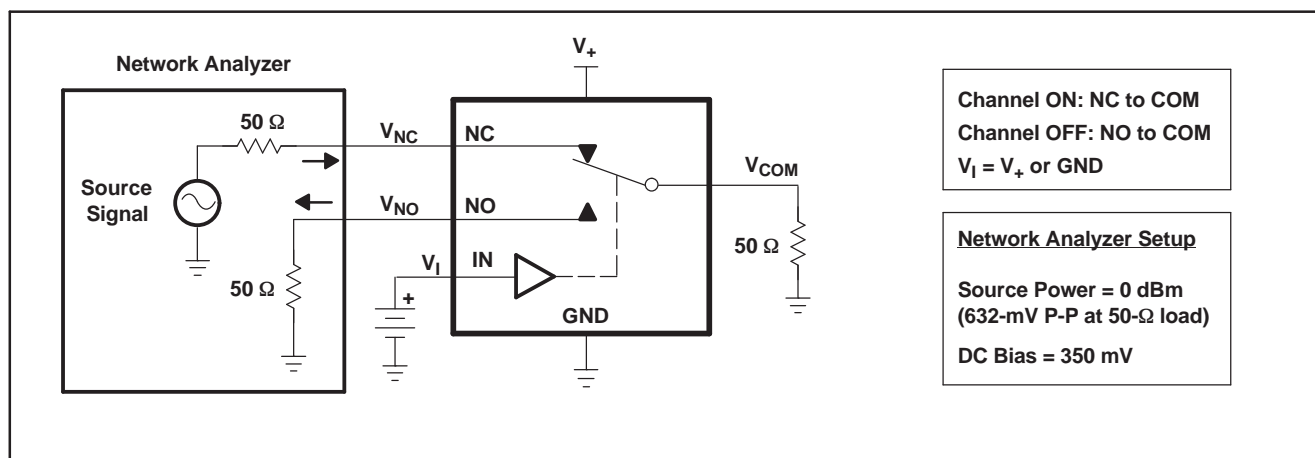 Network Analyzer
50 Ω
Source
Signal
50 Ω
V+
VNC
NC
VNO
NO
VI
IN
GND
VCOM
50 Ω
+
Channel ON: NC to COM
Channel OFF: NO to COM
VI = V+ or GND
Network Analyzer Setup
Source Power = 0 dBm
(632-mV P-P at 50-Ω load)
DC Bias = 350 mV